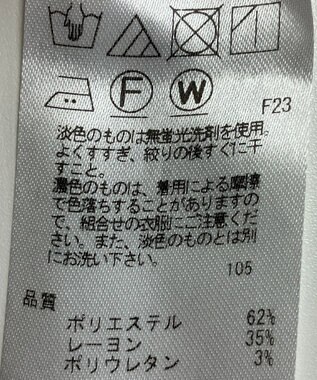 F
W
F23
淡色のものは無蛍光洗剤を使用。
よくすすぎ、絞りの後すぐに干
すこと。
濃色のものは、着用による摩擦
で色落ちすることがありますの
で、組合せの衣服にご注意くだ
さい。また、淡色のものとは別
にお洗い下さい。
105
品質
ポリエステル 62%
レーヨン 35%
ポリウレタン 3%